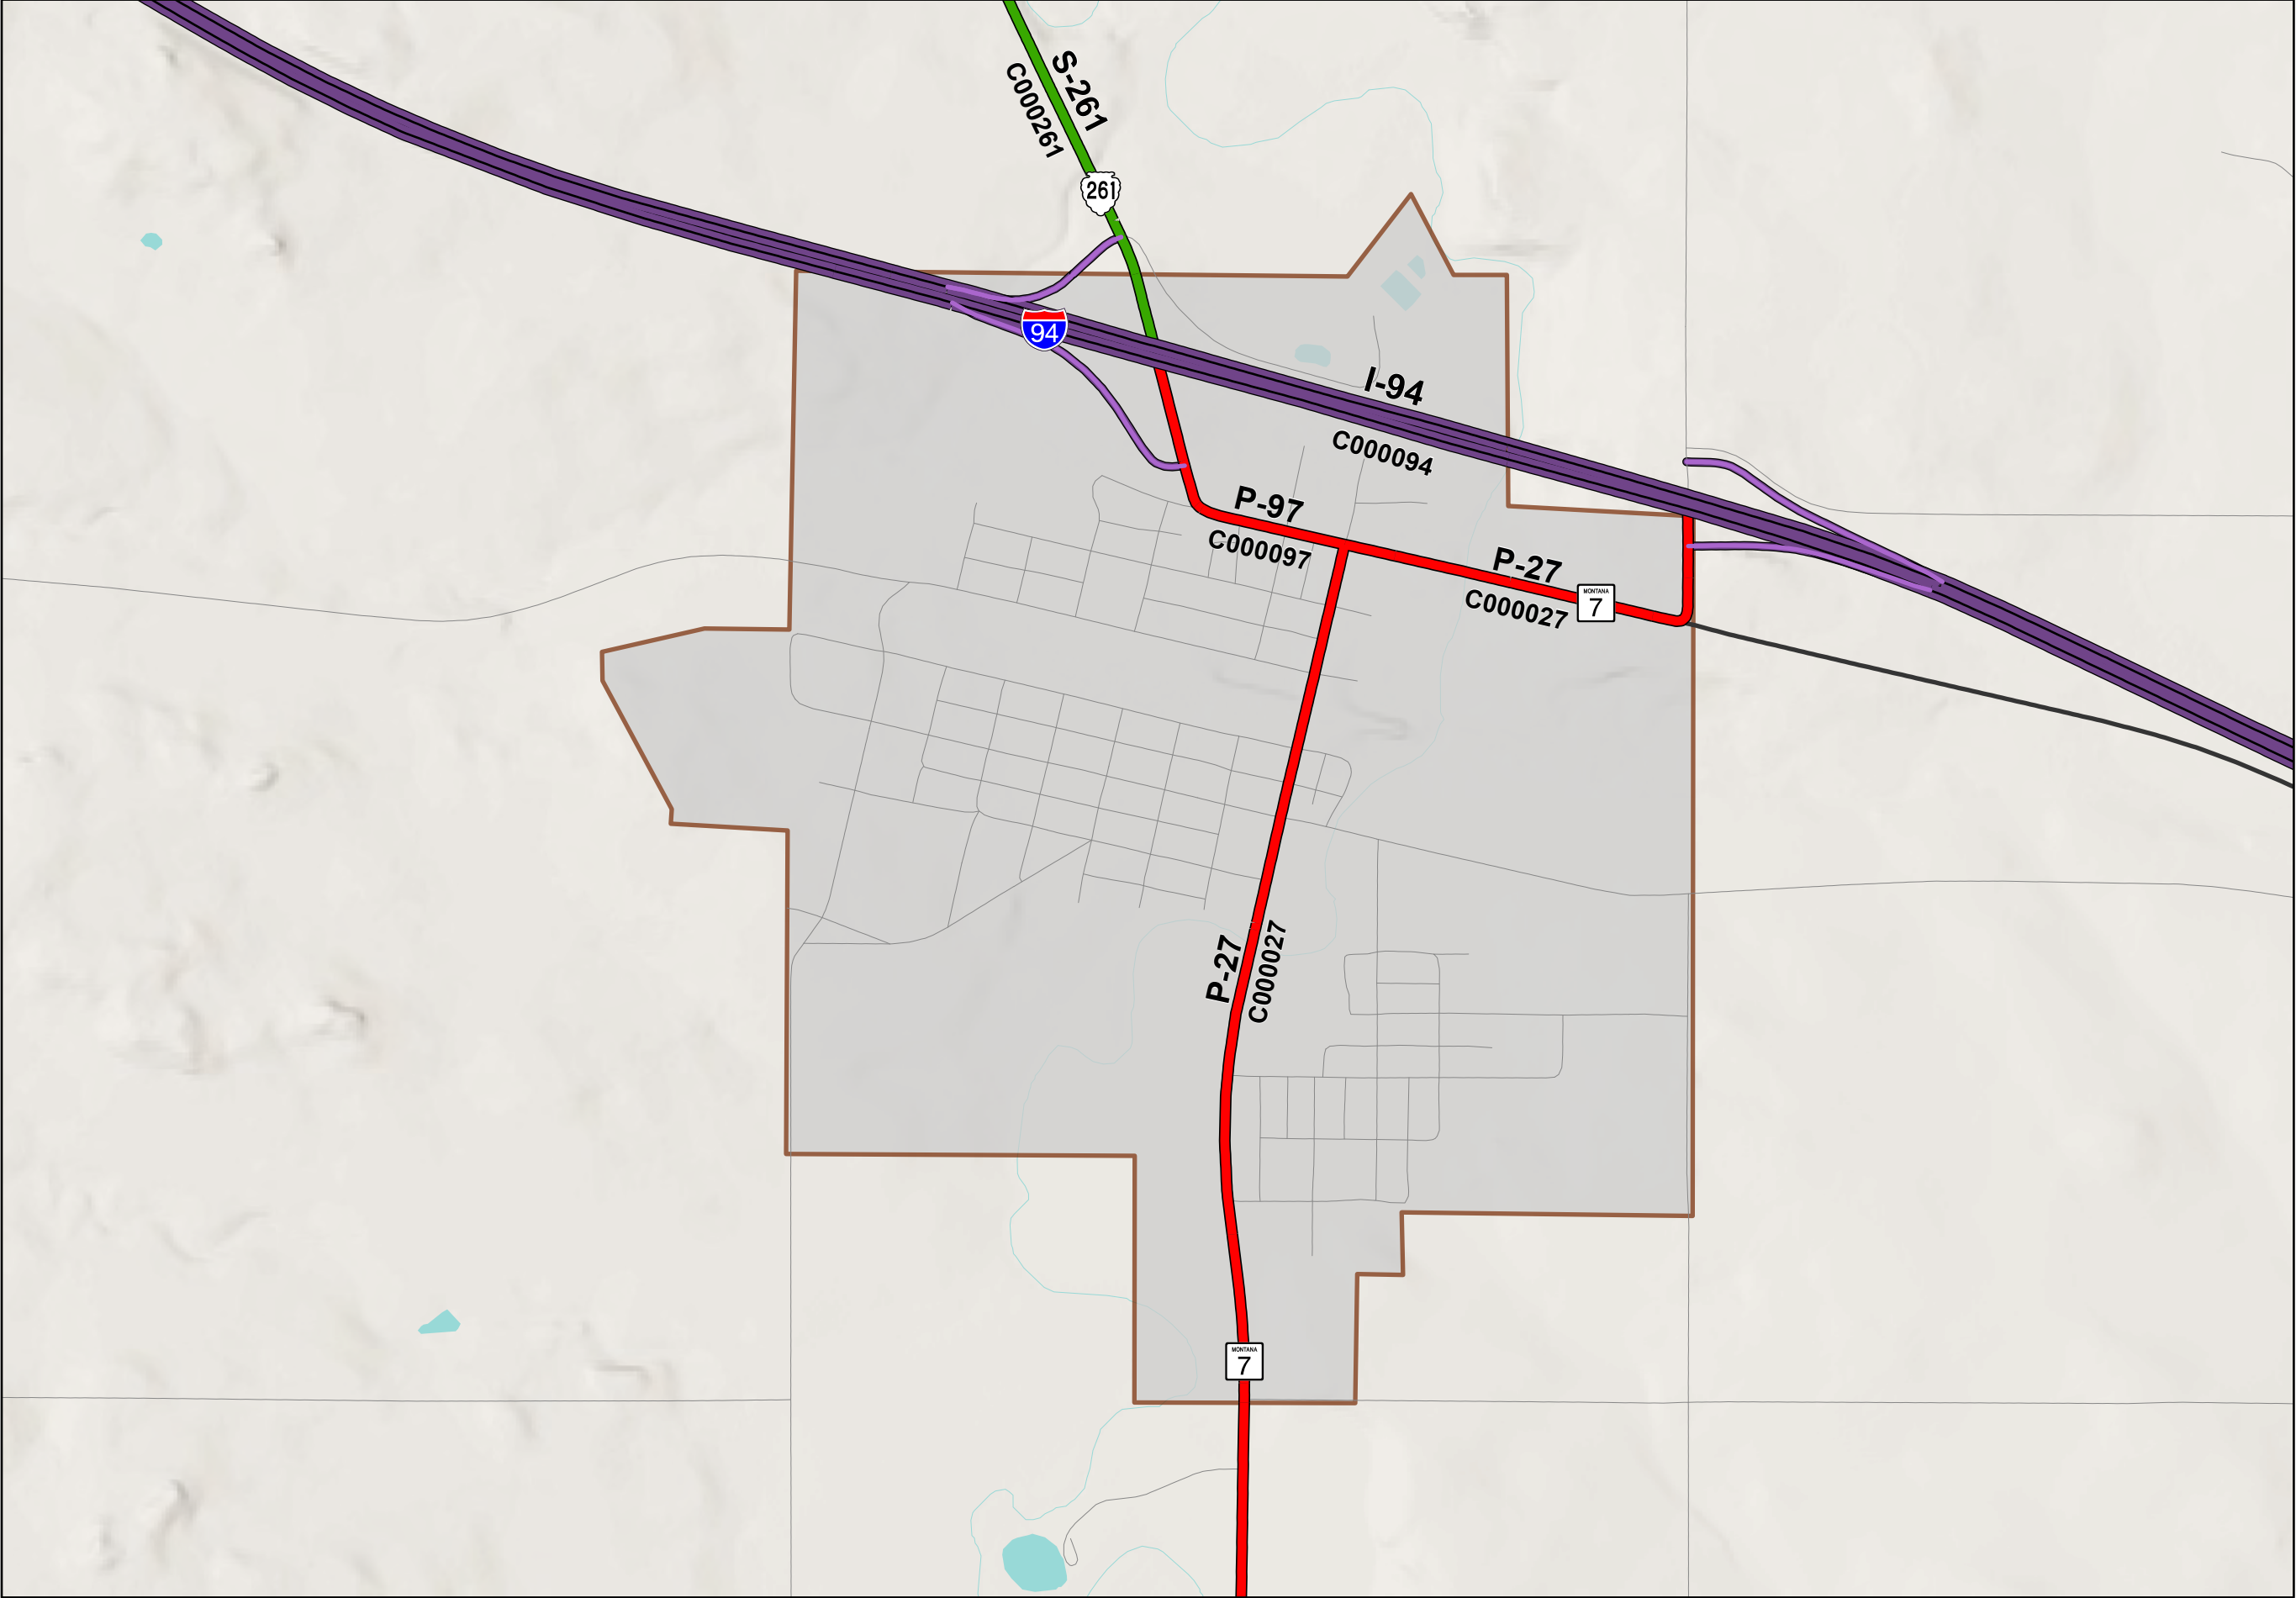 S-261
C000261
261
94
I-94
C000094
P-97
C000097
P-27
C000027
MONTANA
7
P-27
C000027
MONTANA
7